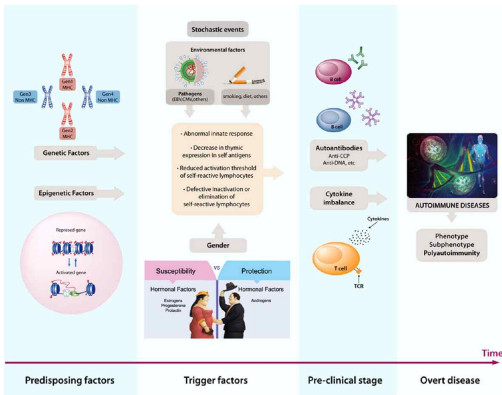 Stochastic events
Environmental factors
Pathogens
(EBV,CMV,others)
smoking, diet, others
Gen1
MHC
Gen3
Non MHC
Gen4
Non MHC
Gen2
MHC
Genetic Factors
Epigenetic Factors
Repressed gene
Activated gene
• Abnormal innate response
• Decrease in thymic
expression in self antigens
• Reduced activation threshold
of self-reactive lymphocytes
• Defective inactivation or
elimination of
self-reactive lymphocytes
Gender
Susceptibility
VS
Protection
Hormonal Factors
Estrogens
Progesterone
Prolactin
Hormonal Factors
Androgens
B cell
B cell
Autoantibodies
Anti-CCP
Anti-DNA, etc
Cytokine
imbalance
Cytokines
T cell
TCR
AUTOIMMUNE DISEASES
Phenotype
Subphenotype
Polyautoimmunity
Time
Predisposing factors
Trigger factors
Pre-clinical stage
Overt disease